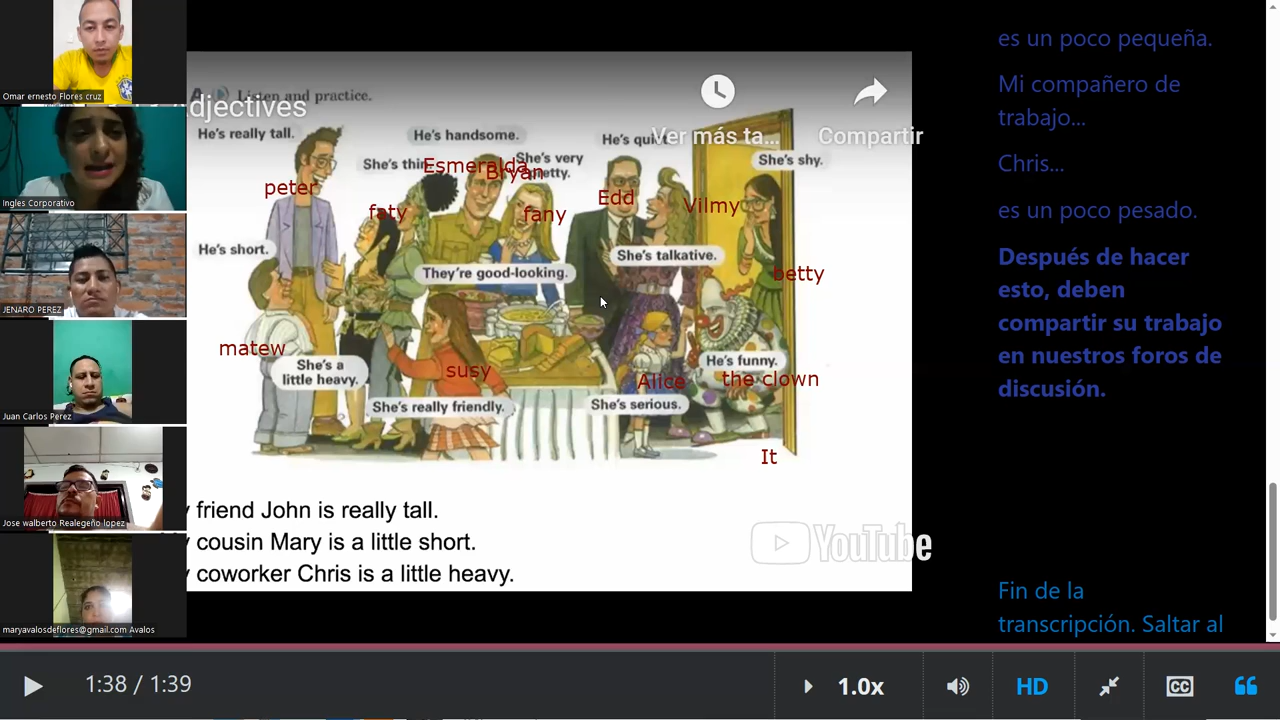 Omar ernesto Flores cruz
Ingles Corporativo
JENARO PEREZ
Juan Carlos Perez
Jose walberto Realegeño lopez
maryavalosdeflores@gmail.com Avalos
Listen and practice.
djectives
Ver más ta...
Compartir
He's really tall.
He's handsome.
He's quiet
She's thin
She's very
pretty.
She's shy.
Esmeralda
Bryan
peter
faty
fany
Edd
Vilmy
He's short.
They're good-looking.
She's talkative.
betty
matew
She's a
little heavy.
susy
Alice
He's funny.
the clown
She's really friendly.
She's serious.
It
y friend John is really tall.
y cousin Mary is a little short.
y coworker Chris is a little heavy.
YouTube
es un poco pequeña.
Mi compañero de
trabajo...
Chris...
es un poco pesado.
Después de hacer
esto, deben
compartir su trabajo
en nuestros foros de
discusión.
Fin de la
transcripción. Saltar al
1:38 / 1:39
1.0x
HD
CC